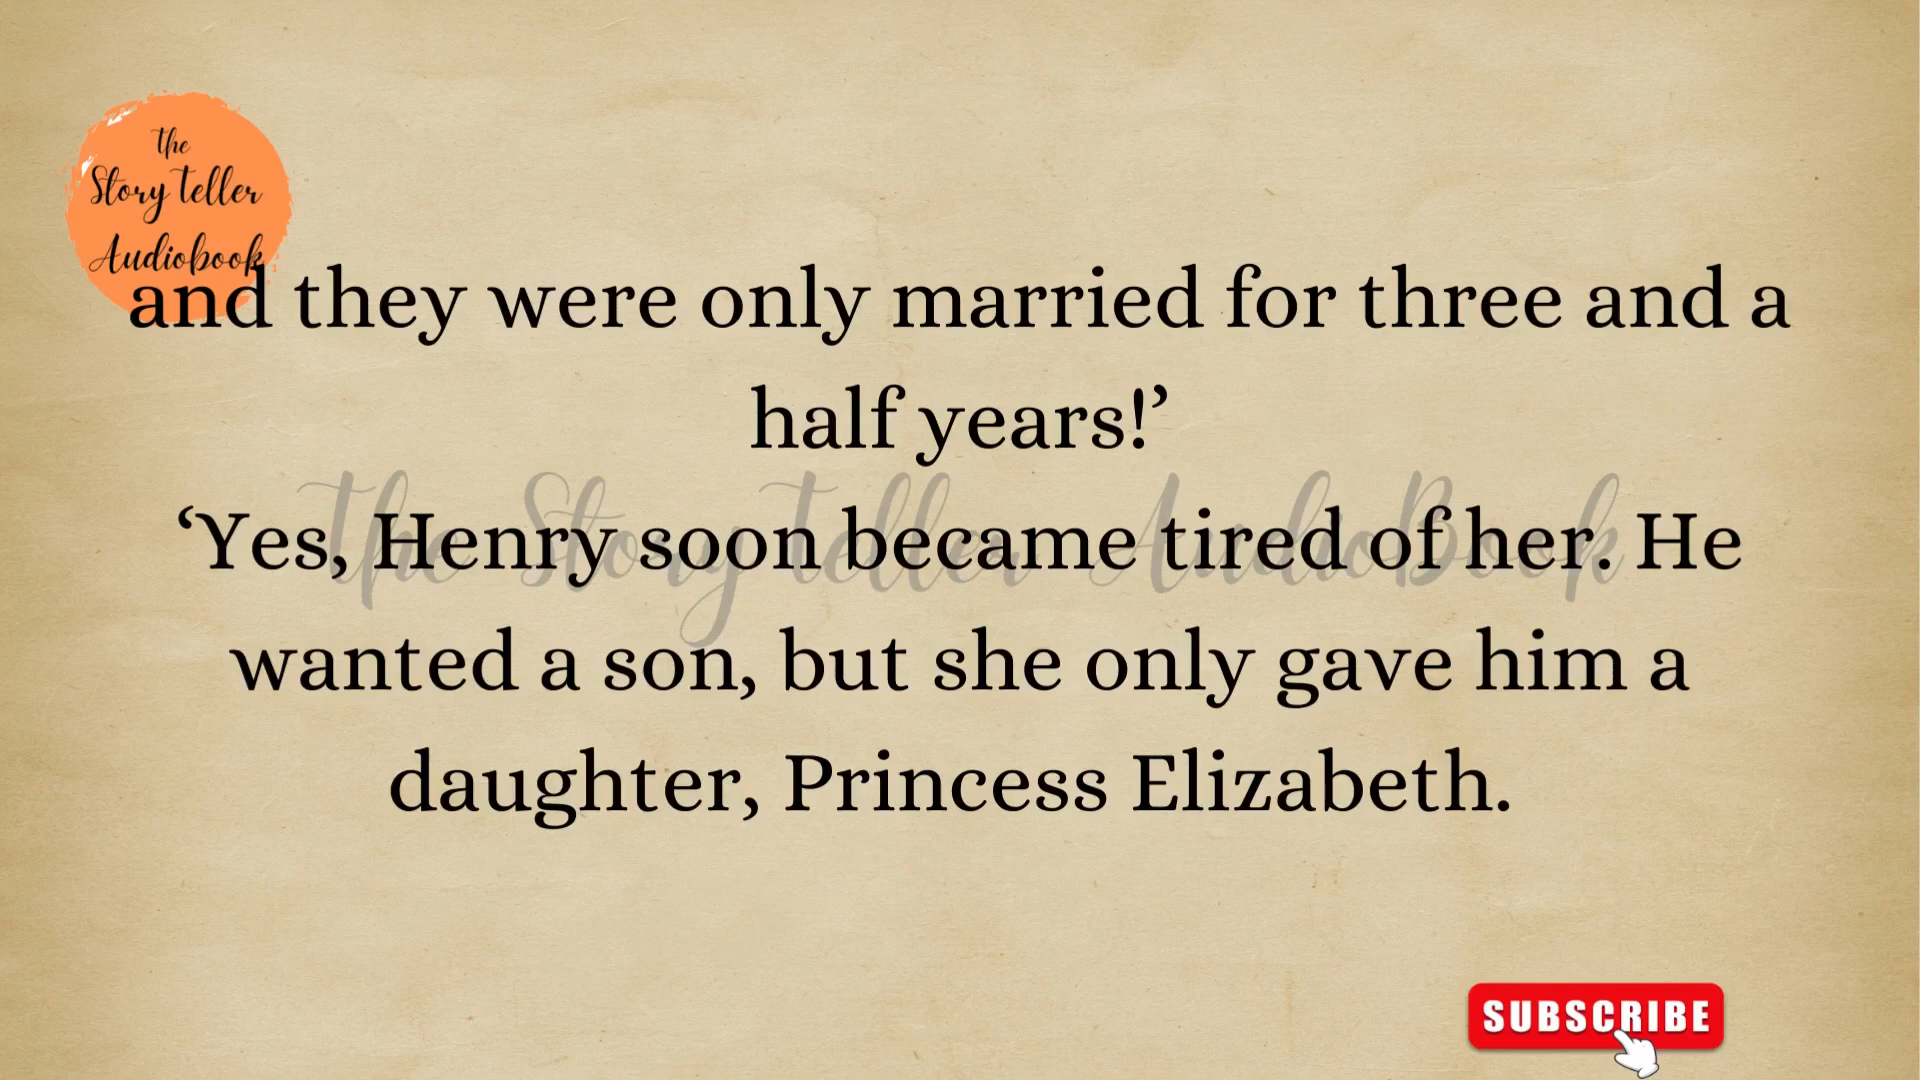 the
Story teller
Audiobook
and they were only married for three and a
half years!’
The Story teller AudioBook
‘Yes, Henry soon became tired of her. He
wanted a son, but she only gave him a
daughter, Princess Elizabeth.
SUBSCRIBE